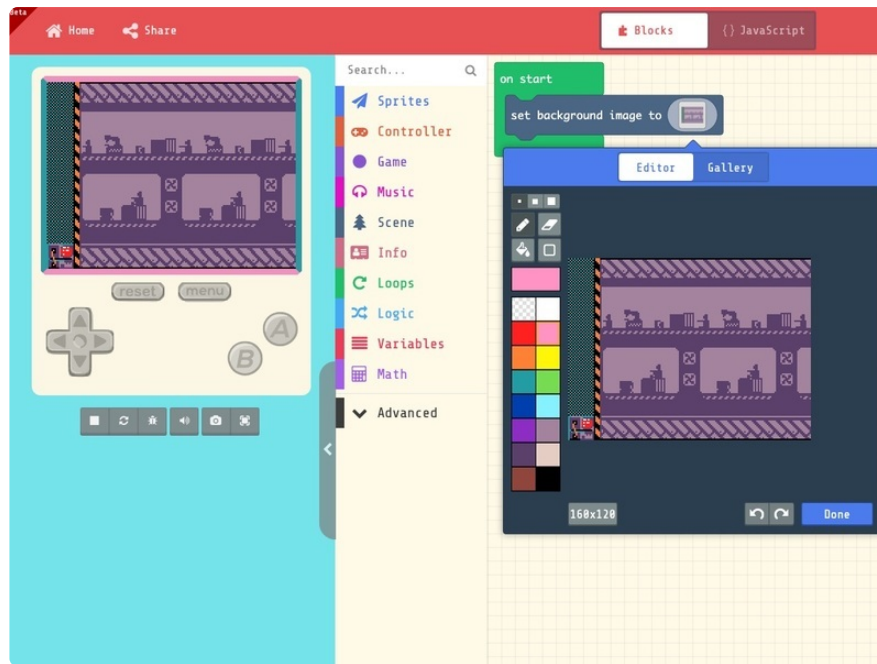 Beta
Home
Share
Blocks
{} JavaScript
Search...
Sprites
Controller
Game
Music
Scene
Info
Loops
Logic
Variables
Math
Advanced
reset
menu
A
B
on start
set background image to
Editor
Gallery
160x120
Done